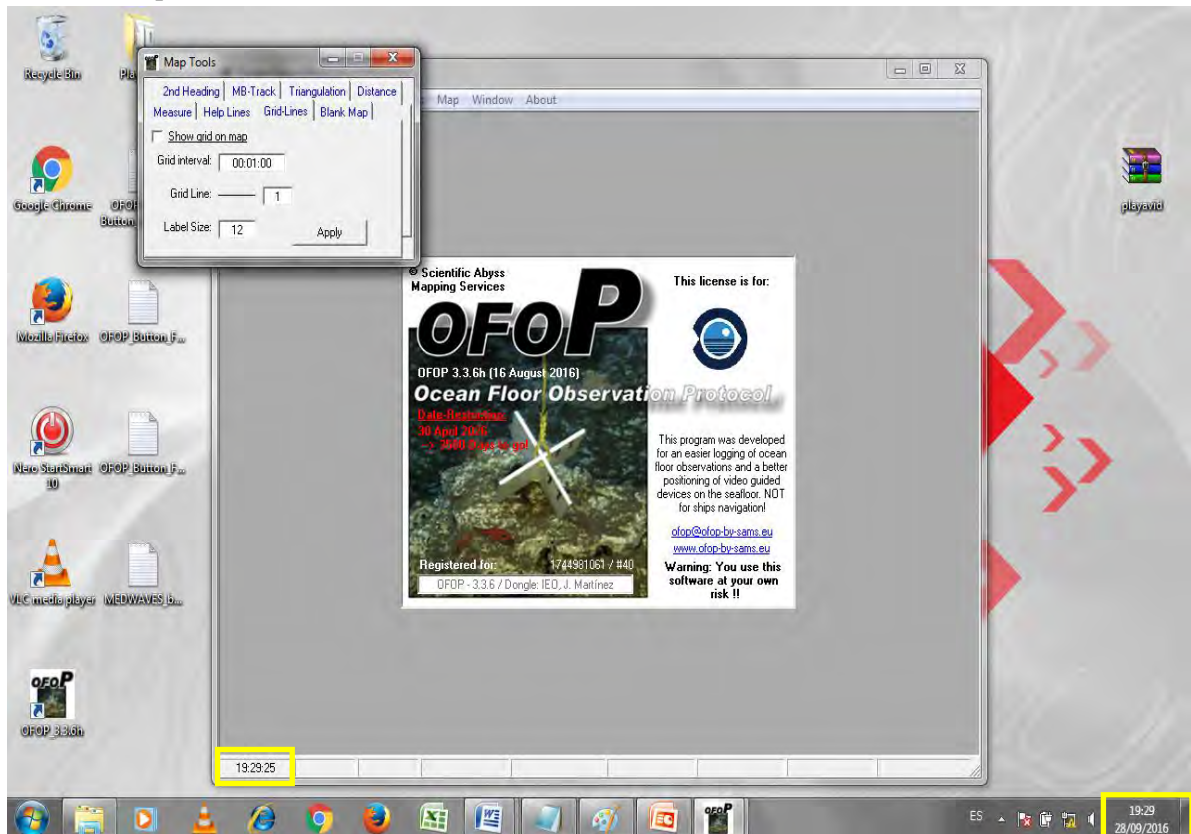 Recycle Bin
Map Tools
2nd Heading MB-Track Triangulation Distance
Measure Help Lines Grid-Lines Blank Map
Show grid on map
Grid interval: 00:01:00
Grid Line: 1
Label Size: 12 Apply
Map Window About
Google Chrome
Mozilla Firefox
OFOP_Button_F...
Nero StartSmart
10
OFOP_Button_F...
VLC media player
MEDWAVES_b...
OFOP
OFOP_3.3.6h
playavid
© Scientific Abyss
Mapping Services
OFOP
OFOP 3.3.6h (16 August 2016)
Ocean Floor Observation Protocol
Date-Restriction:
30 April 2026
Registered for: 1744981061 / #40
OFOP - 3.3.6 / Dongle: IEO, J. Martinez
This license is for:
This program was developed
for an easier logging of ocean
floor observations and a better
positioning of video guided
devices on the seafloor. NOT
for ships navigation!
ofop@ofop-by-sams.eu
www.ofop-by-sams.eu
Warning: You use this
software at your own
risk !!
19:29:25
OFOP
ES
19:29
28/09/2016